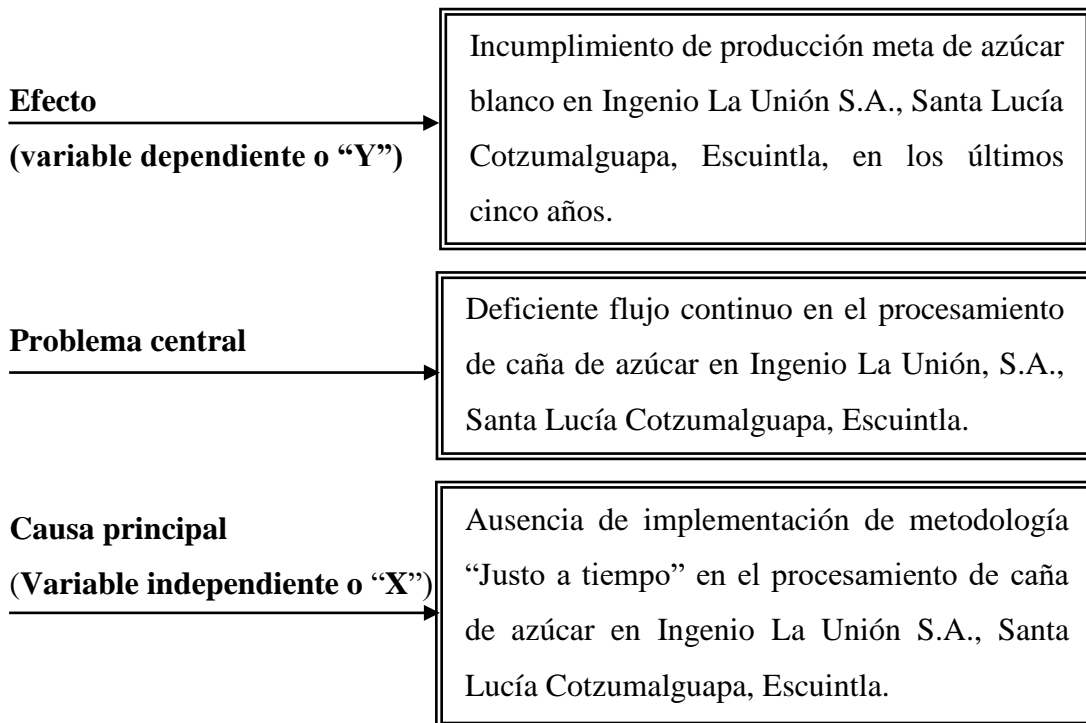 Efecto
(variable dependiente o “Y”)
Incumplimiento de producción meta de azúcar
blanco en Ingenio La Unión S.A., Santa Lucía
Cotzumalguapa, Escuintla, en los últimos
cinco años.
Problema central
Deficiente flujo continuo en el procesamiento
de caña de azúcar en Ingenio La Unión, S.A.,
Santa Lucía Cotzumalguapa, Escuintla.
Causa principal
(Variable independiente o “X”)
Ausencia de implementación de metodología
“Justo a tiempo” en el procesamiento de caña
de azúcar en Ingenio La Unión S.A., Santa
Lucía Cotzumalguapa, Escuintla.